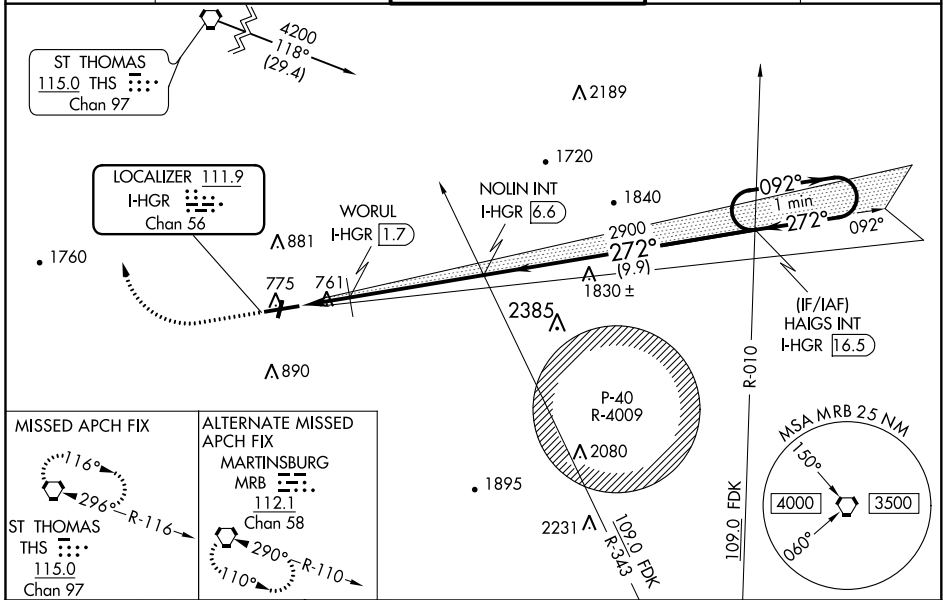 4200
118°
(29.4)
ST THOMAS
115.0 THS
Chan 97
2189
1720
LOCALIZER 111.9
I-HGR
Chan 56
NOLIN INT
I-HGR 6.6
1840
092°
1 min
272°
092°
WORUL
I-HGR 1.7
2900
272°
(9.9)
881
1760
775
761
1830 ±
2385
(IF/IAF)
HAIGS INT
I-HGR 16.5
R-010
890
P-40
R-4009
MISSED APCH FIX
116°
296°
R-116
ST THOMAS
THS
115.0
Chan 97
ALTERNATE MISSED
APCH FIX
MARTINSBURG
MRB
112.1
Chan 58
290°
R-110
110°
1895
2080
2231
109.0 FDK
R-343
109.0 FDK
MSA MRB 25 NM
150°
4000
3500
060°